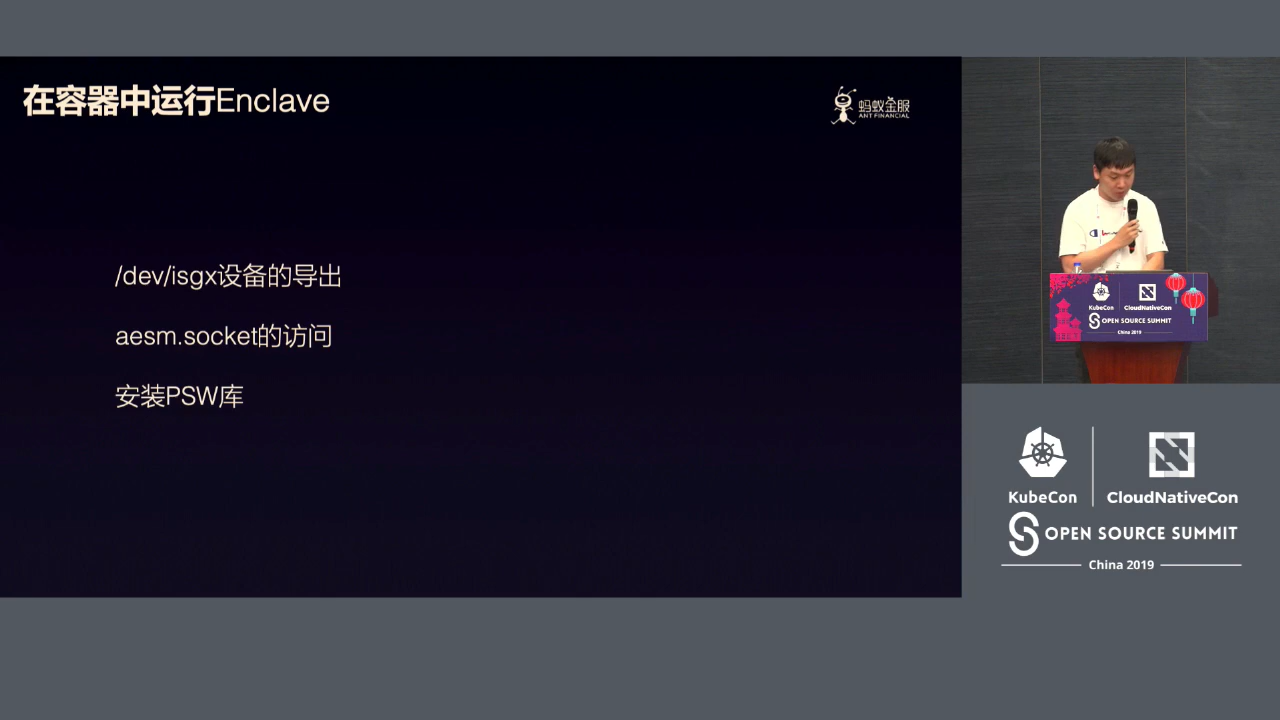 在容器中运行Enclave
蚂蚁金服
ANT FINANCIAL
/dev/isgx设备的导出
aesm.socket的访问
安装PSW库
KubeCon
CloudNativeCon
OPEN SOURCE SUMMIT
China 2019
KubeCon
CloudNativeCon
OPEN SOURCE SUMMIT
China 2019